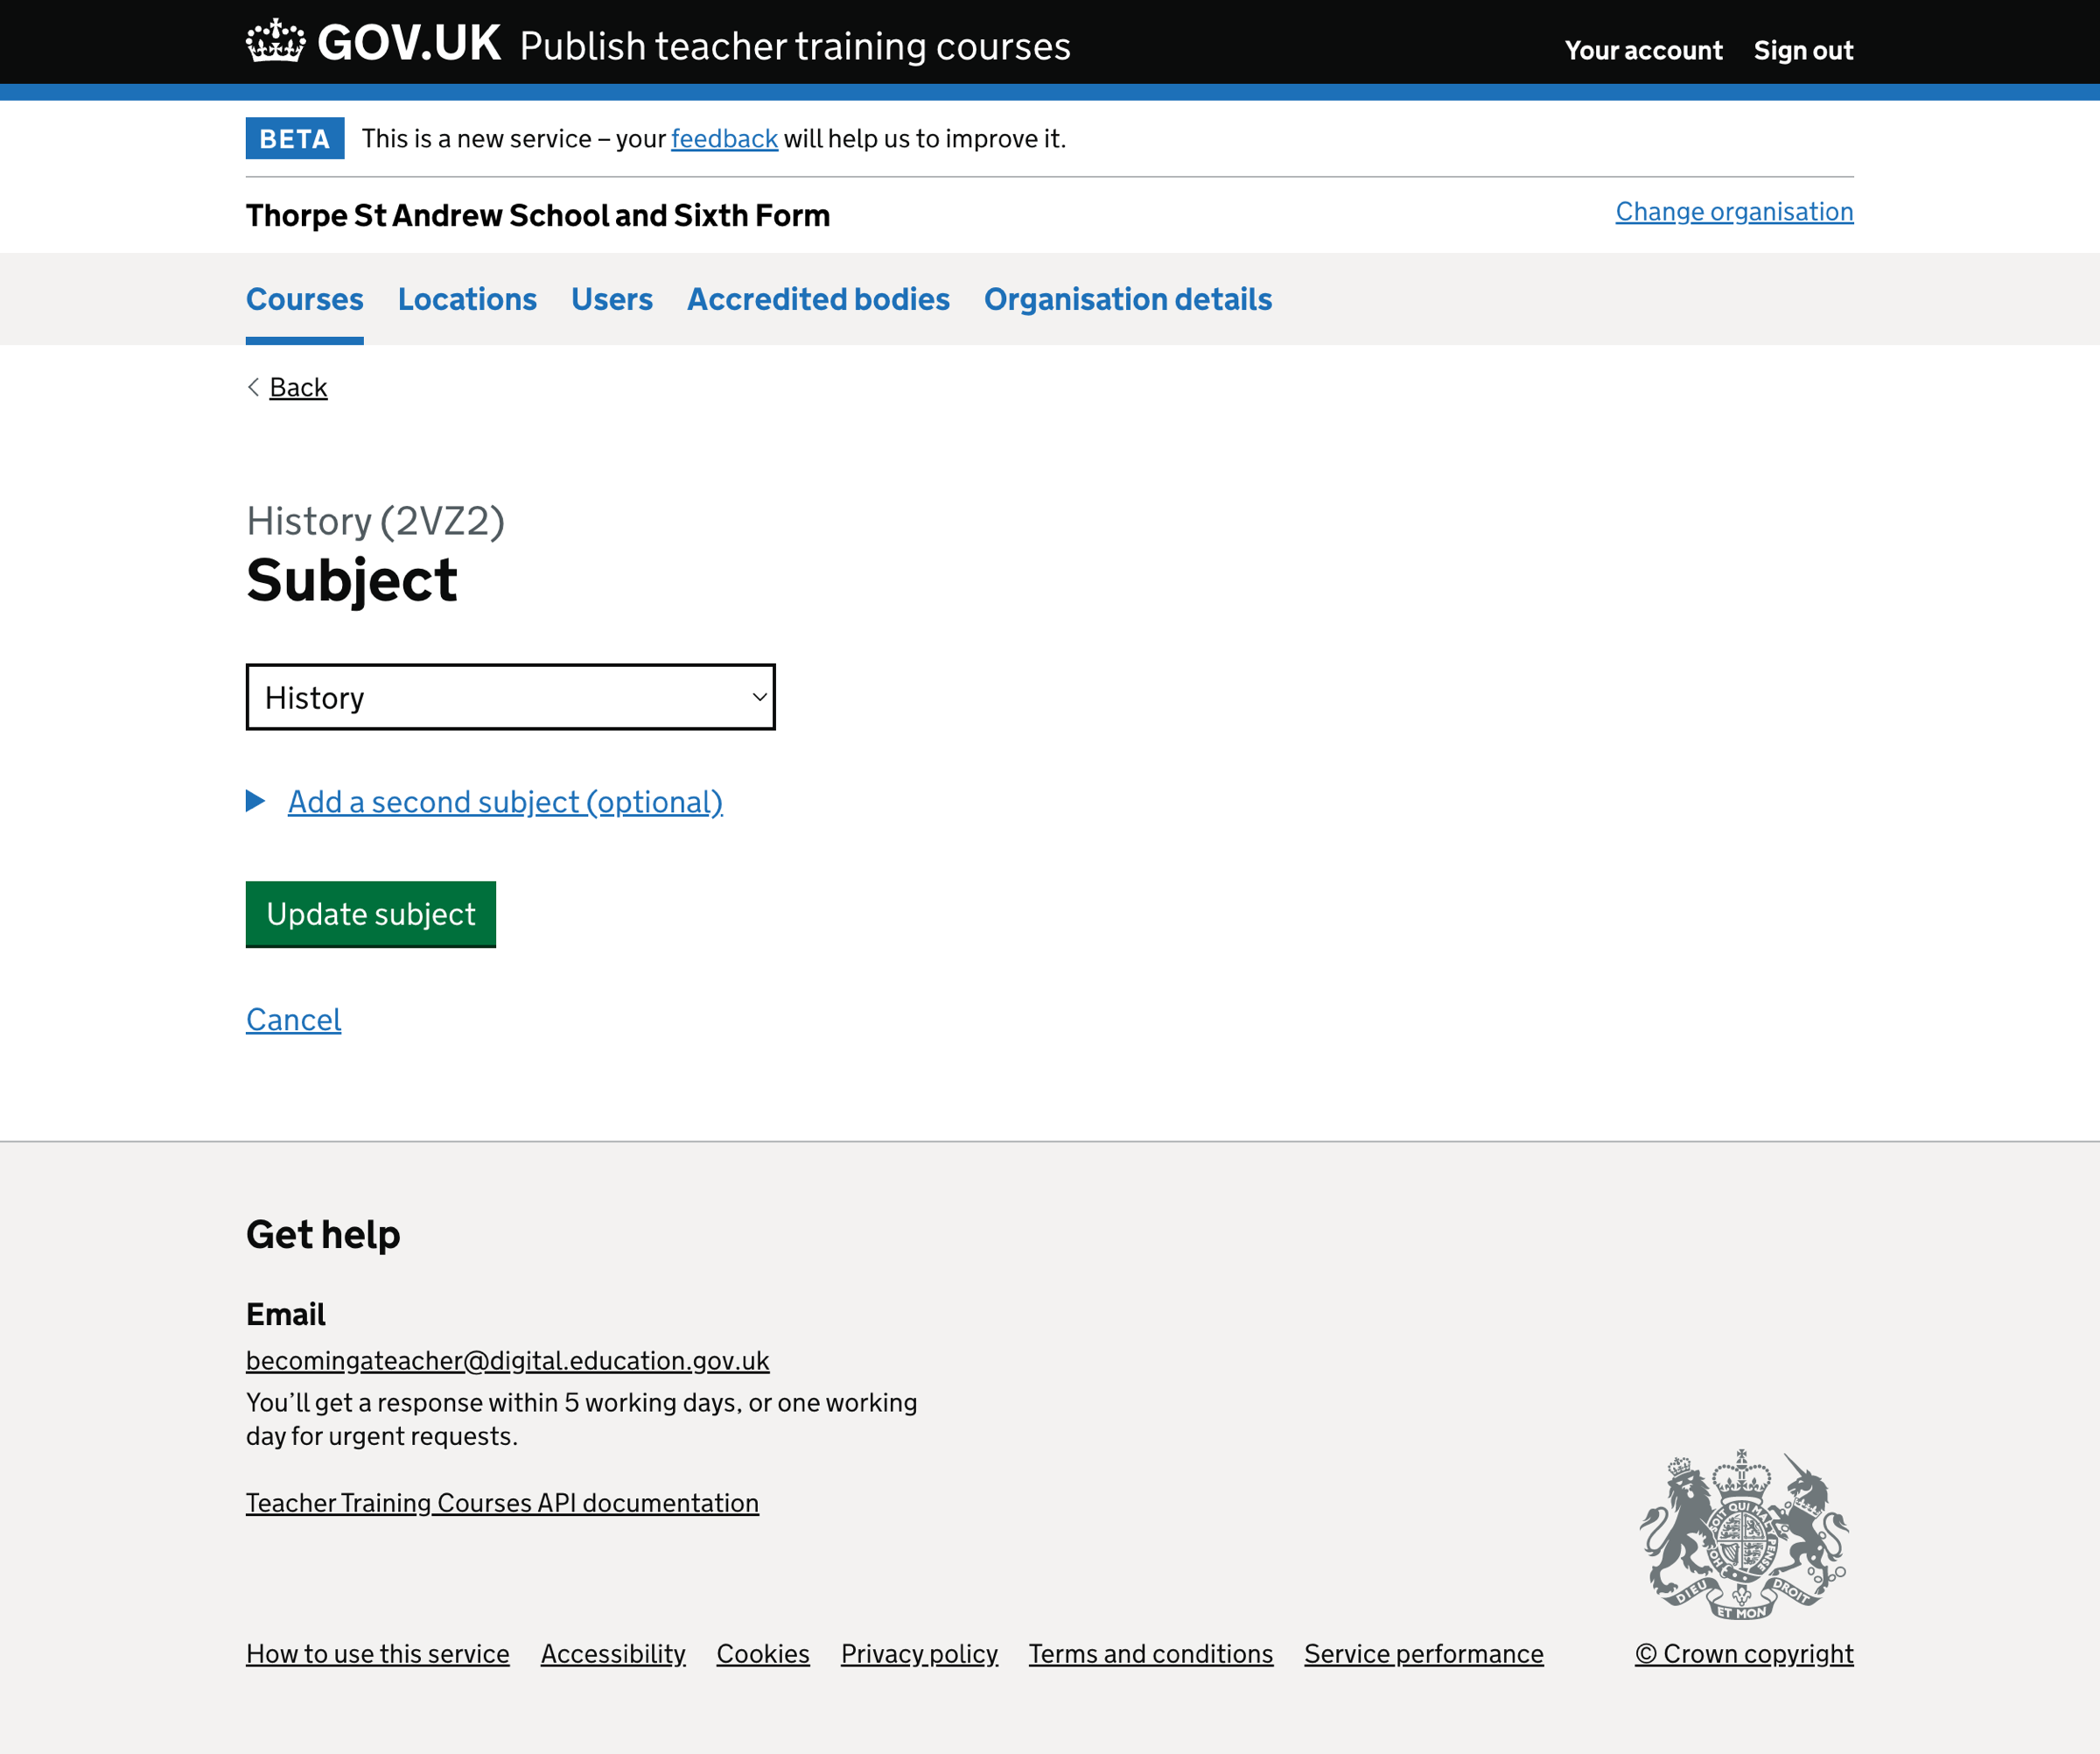 GOV.UK Publish teacher training courses
Your account Sign out
BETA This is a new service – your feedback will help us to improve it.
Thorpe St Andrew School and Sixth Form
Change organisation
Courses Locations Users Accredited bodies Organisation details
Back
History (2VZ2)
Subject
History
Add a second subject (optional)
Update subject
Cancel
Get help
Email
becomingateacher@digital.education.gov.uk
You’ll get a response within 5 working days, or one working
day for urgent requests.
Teacher Training Courses API documentation
DIEU ET MON DROIT
How to use this service Accessibility Cookies Privacy policy Terms and conditions Service performance
© Crown copyright